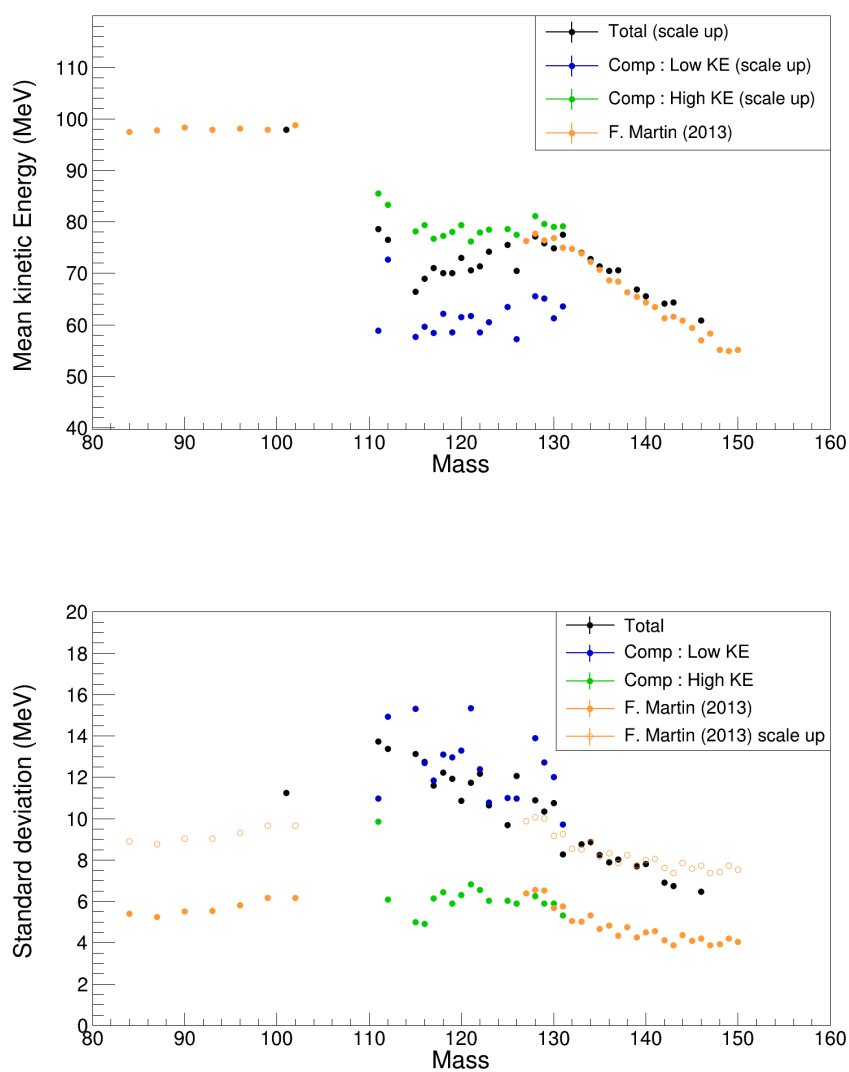 Mean kinetic Energy (MeV)
110
100
90
80
70
60
50
40
Total (scale up)
Comp : Low KE (scale up)
Comp : High KE (scale up)
F. Martin (2013)
80 90 100 110 120 130 140 150 160
Mass
Standard deviation (MeV)
20
18
16
14
12
10
8
6
4
2
0
Total
Comp : Low KE
Comp : High KE
F. Martin (2013)
F. Martin (2013) scale up
80 90 100 110 120 130 140 150 160
Mass